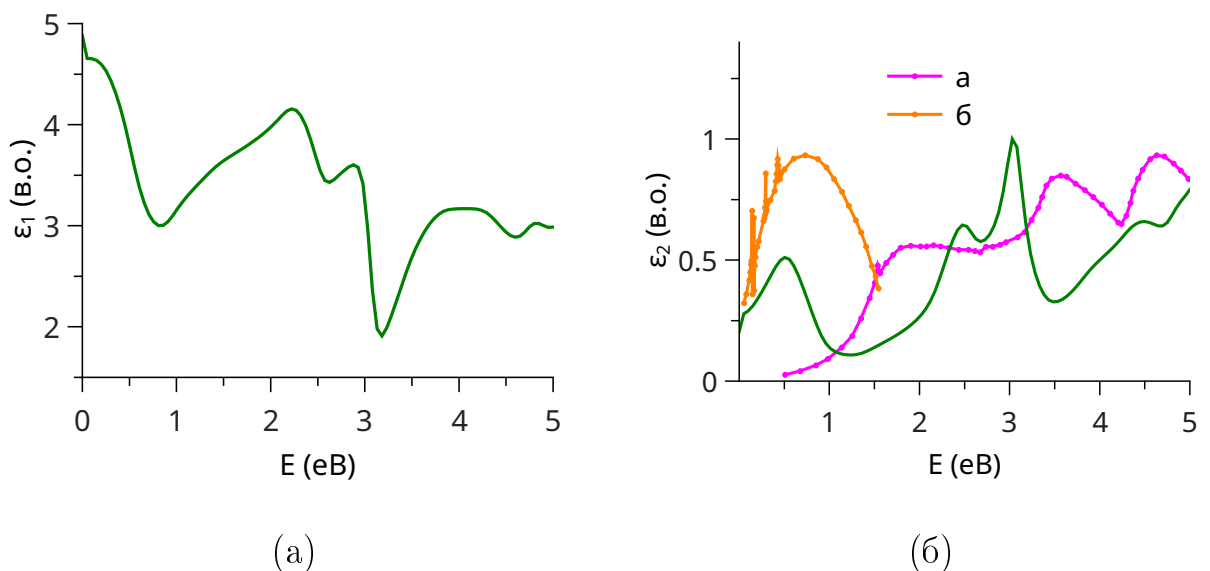 5
4
3
2
ε₁ (в.о.)
0 1 2 3 4 5
E (еВ)
(а)
а
б
1
0.5
0
ε₂ (в.о.)
1 2 3 4 5
E (еВ)
(б)